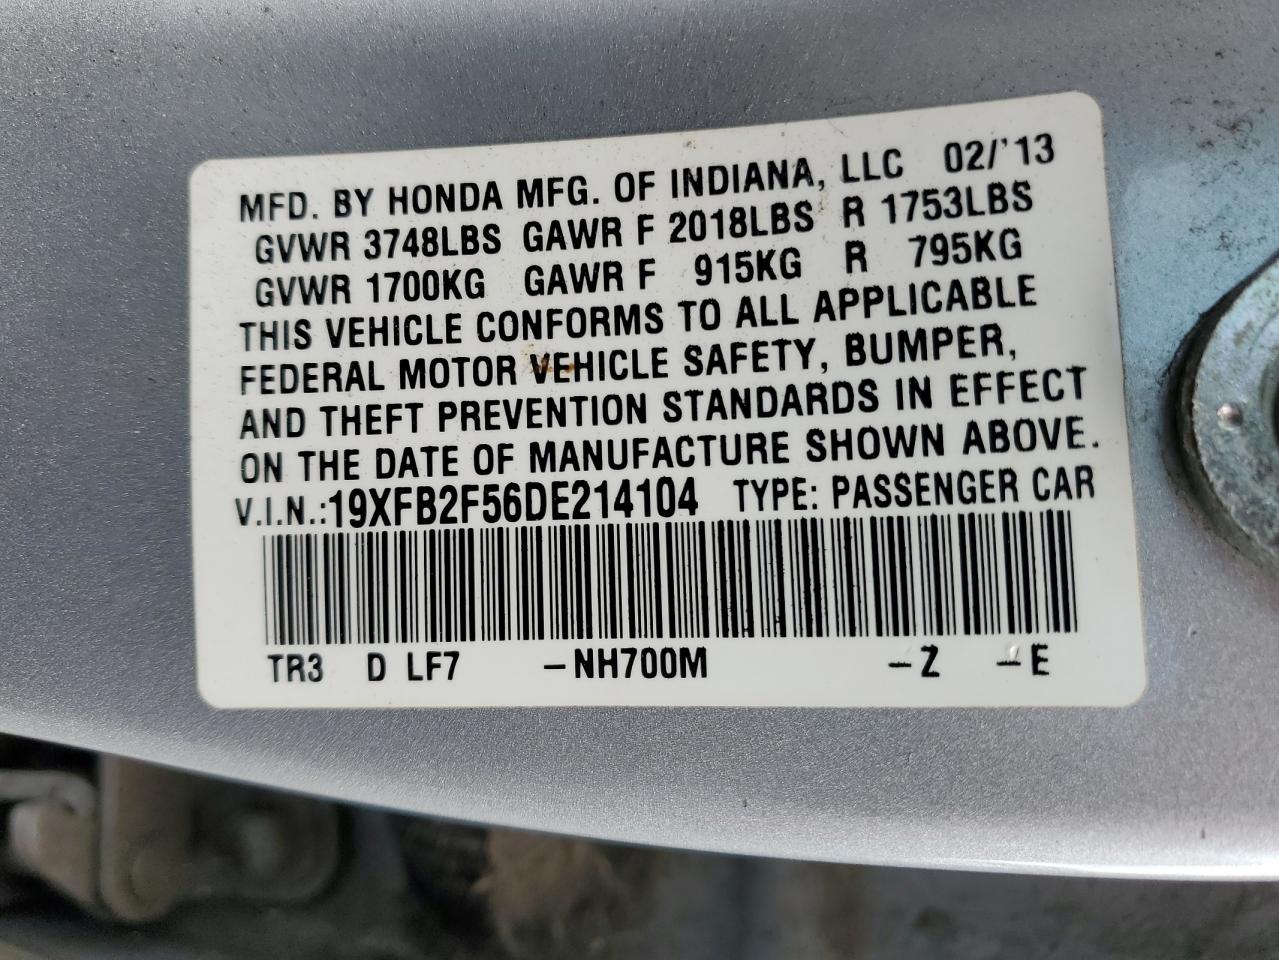 MFD. BY HONDA MFG. OF INDIANA, LLC 02/'13
GVWR 3748LBS GAWR F 2018LBS R 1753LBS
GVWR 1700KG GAWR F 915KG R 795KG
THIS VEHICLE CONFORMS TO ALL APPLICABLE
FEDERAL MOTOR VEHICLE SAFETY, BUMPER,
AND THEFT PREVENTION STANDARDS IN EFFECT
ON THE DATE OF MANUFACTURE SHOWN ABOVE.
V.I.N.:19XFB2F56DE214104 TYPE: PASSENGER CAR
TR3 D LF7 –NH700M –Z –E